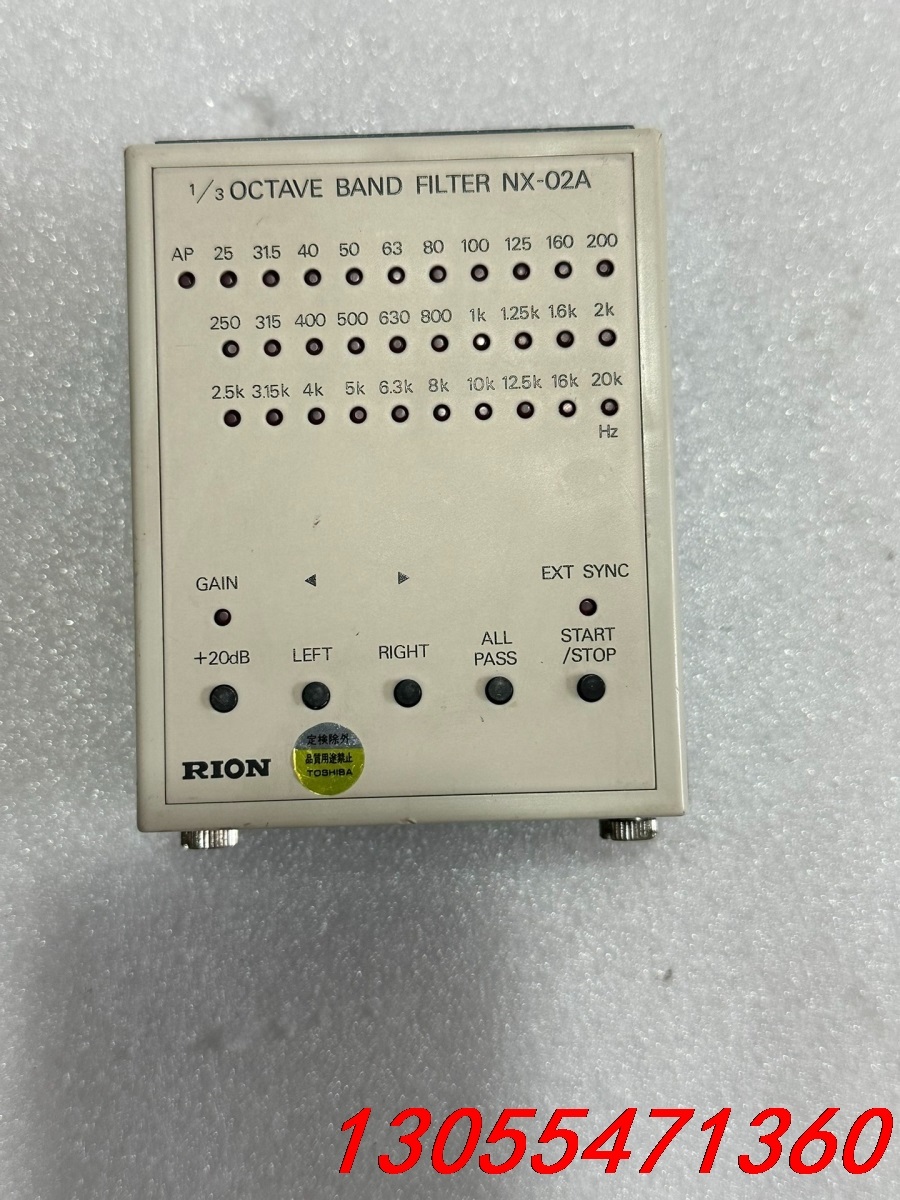 1/3 OCTAVE BAND FILTER NX-02A
AP 25 31.5 40 50 63 80 100 125 160 200
250 315 400 500 630 800 1k 1.25k 1.6k 2k
2.5k 3.15k 4k 5k 6.3k 8k 10k 12.5k 16k 20k
Hz
GAIN ◀ ▶ EXT SYNC
+20dB LEFT RIGHT ALL PASS START /STOP
RION
定検除外
品質用途禁止
TOSHIBA
13055471360